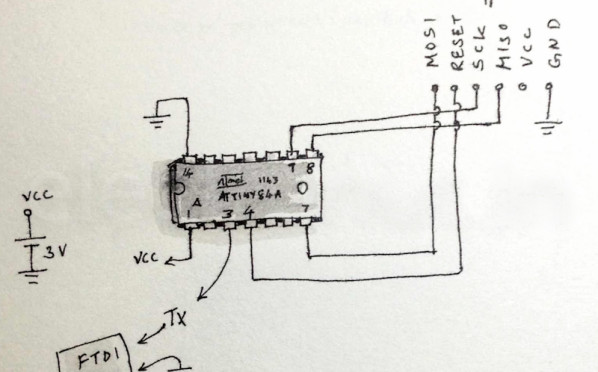 MOSI
RESET
SCK
MISO
VCC
GND
14
9 8
Atmel 1143
ATTINY84A
1 3 4 7
VCC
3V
VCC
TX
FTDI